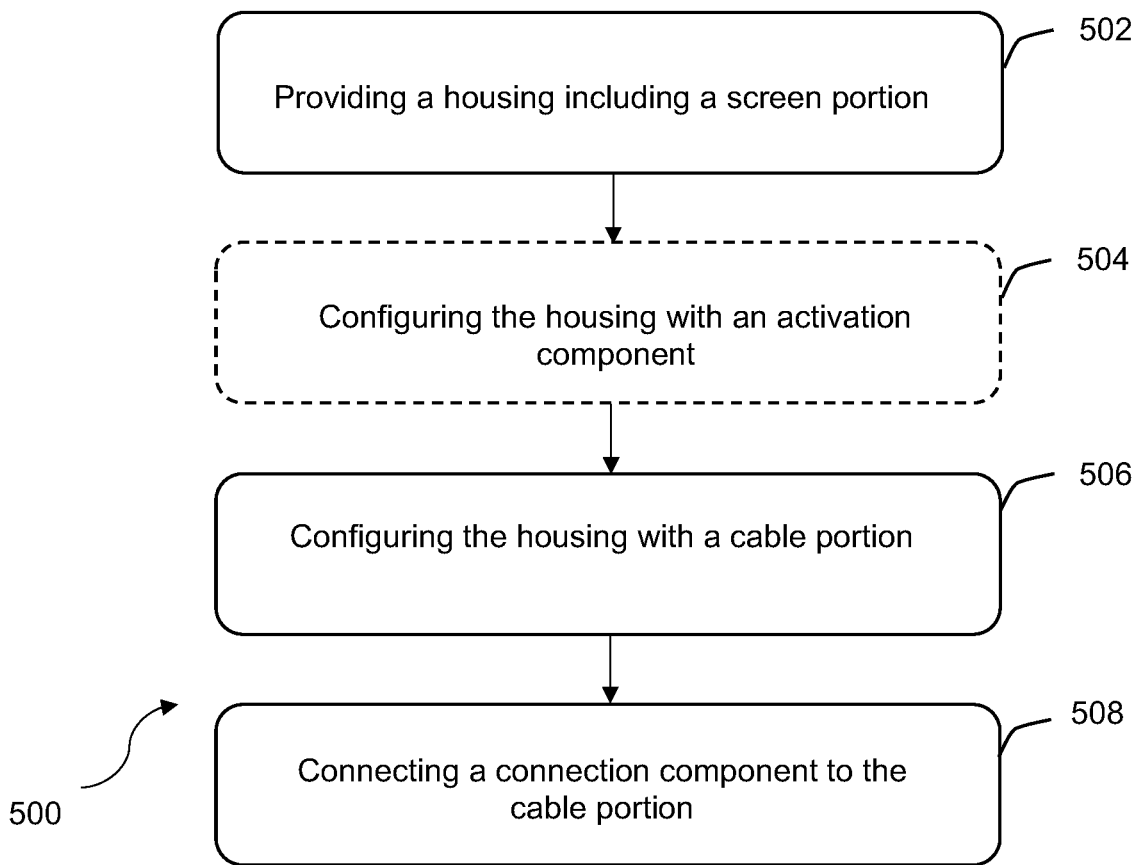 502
Providing a housing including a screen portion
504
Configuring the housing with an activation
component
506
Configuring the housing with a cable portion
508
Connecting a connection component to the
cable portion
500